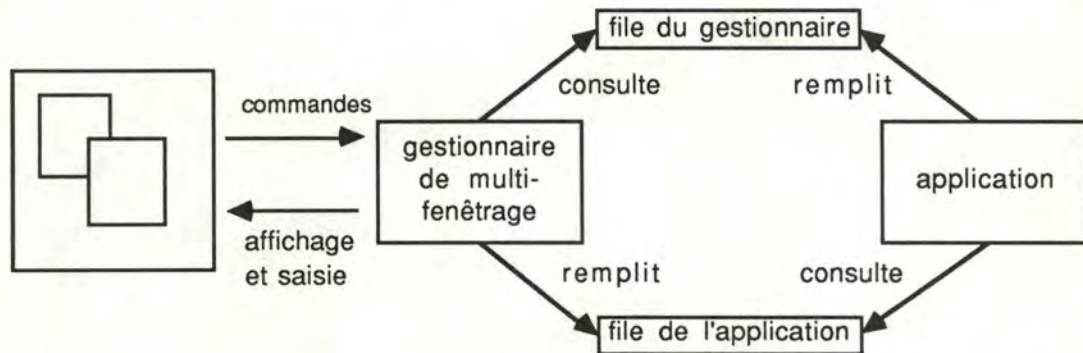 file du gestionnaire
consulte
remplit
commandes
gestionnaire
de multi-
fenêtrage
application
affichage
et saisie
remplit
consulte
file de l'application